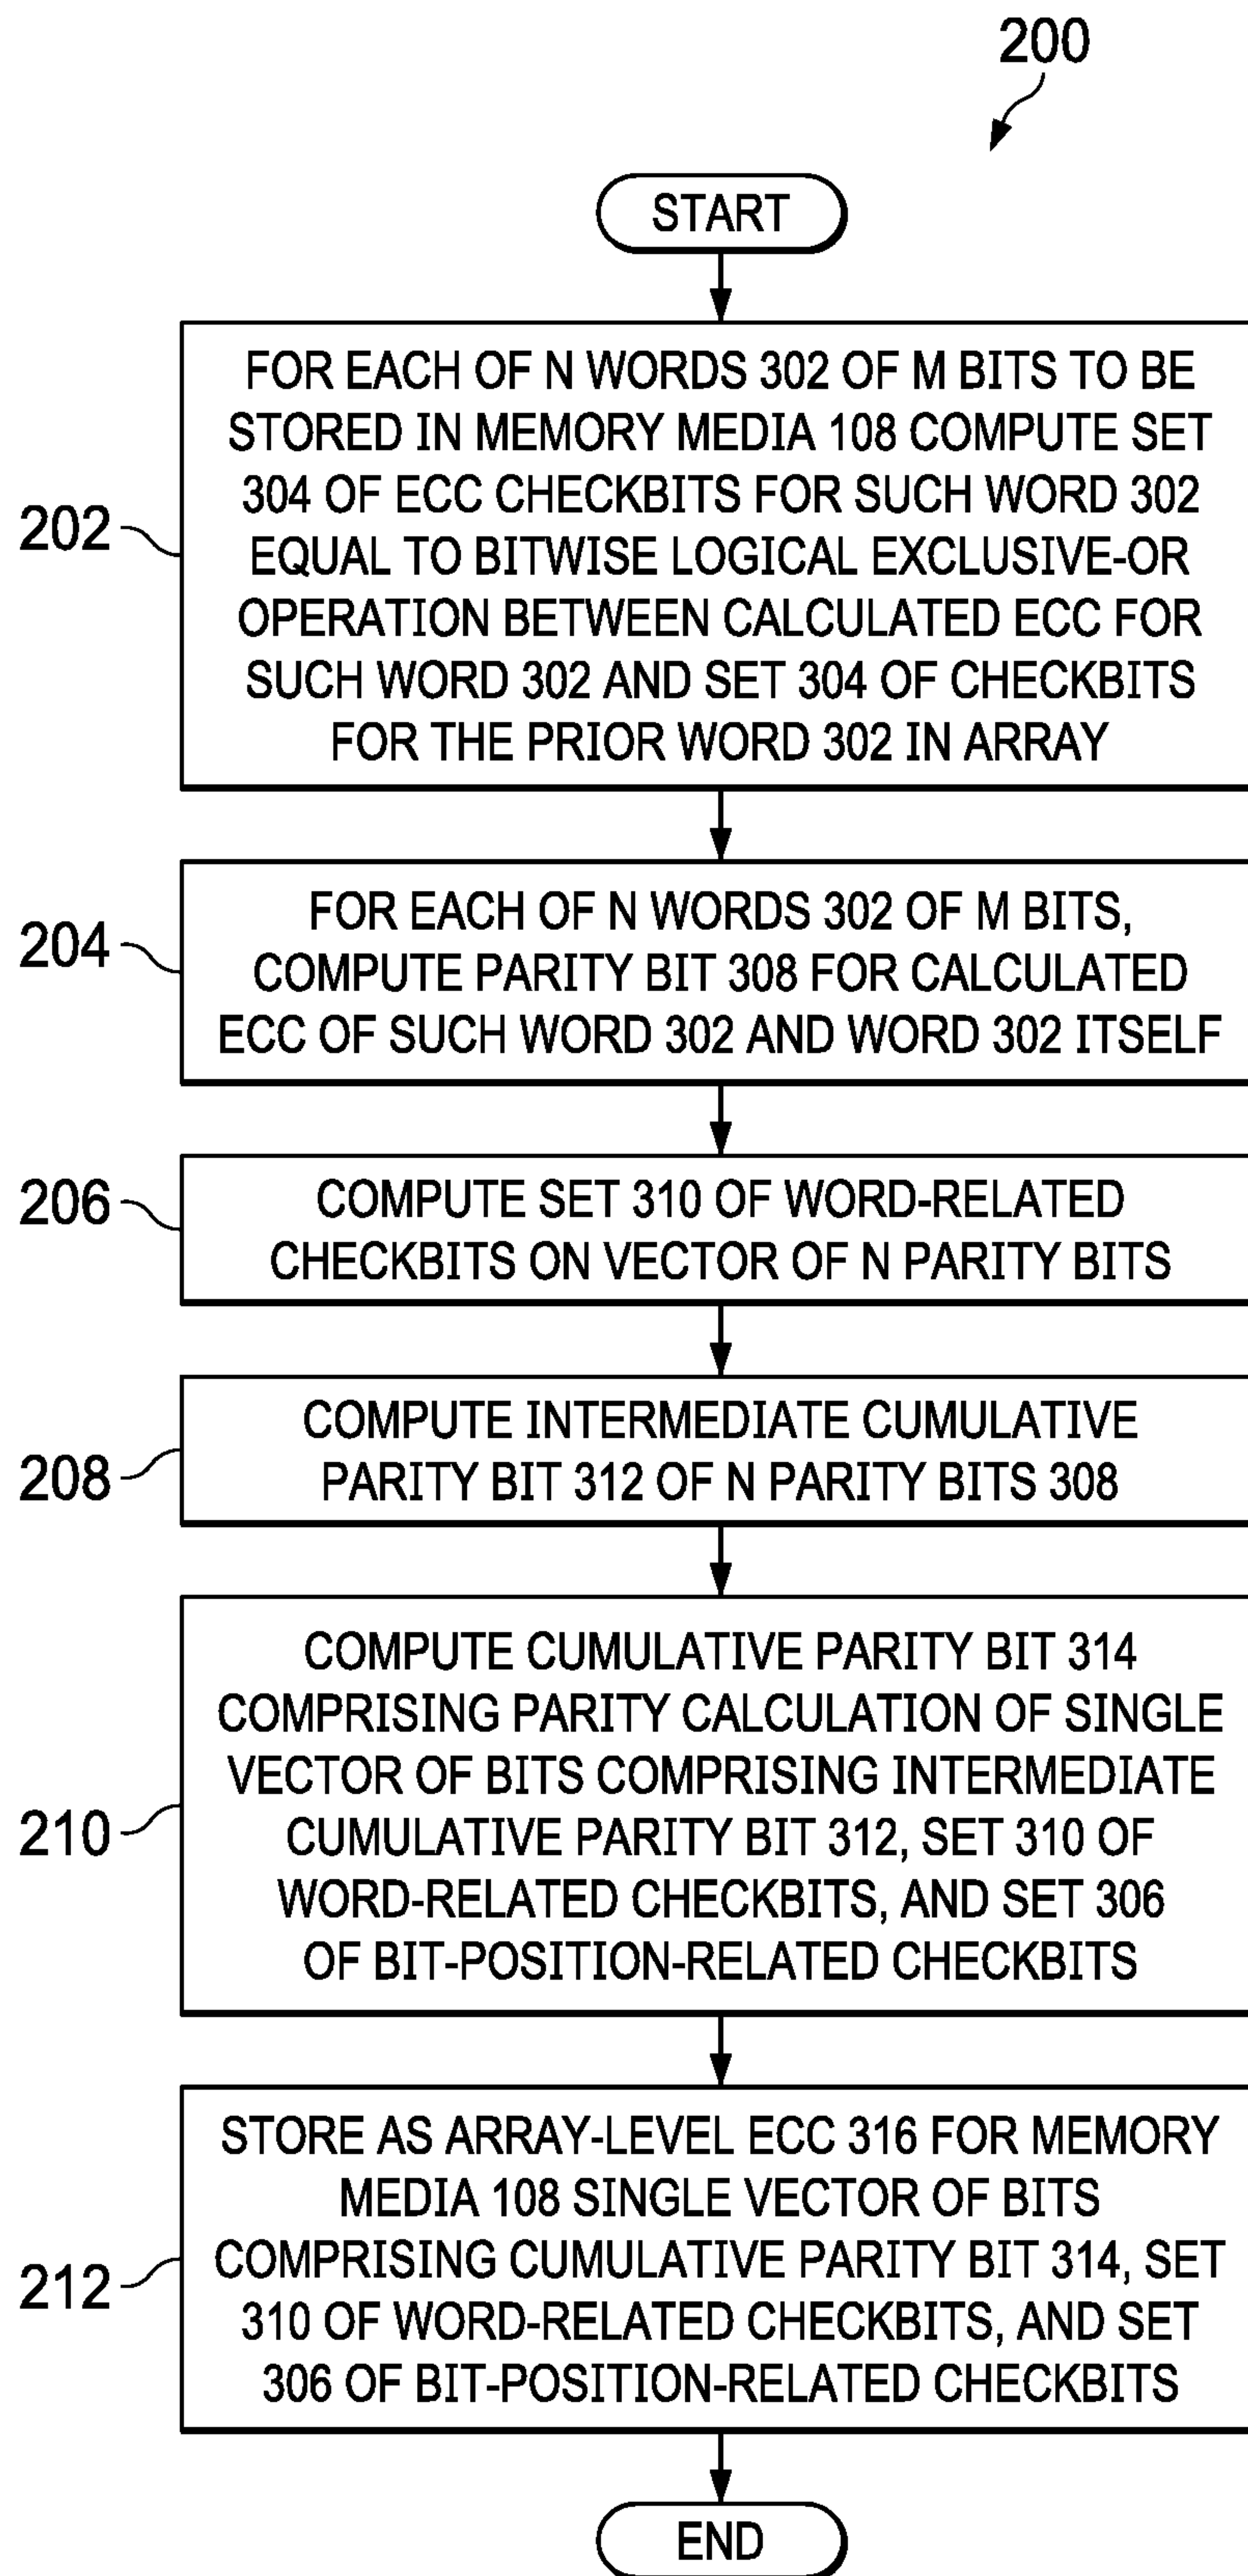 200
START
202
FOR EACH OF N WORDS 302 OF M BITS TO BE
STORED IN MEMORY MEDIA 108 COMPUTE SET
304 OF ECC CHECKBITS FOR SUCH WORD 302
EQUAL TO BITWISE LOGICAL EXCLUSIVE-OR
OPERATION BETWEEN CALCULATED ECC FOR
SUCH WORD 302 AND SET 304 OF CHECKBITS
FOR THE PRIOR WORD 302 IN ARRAY
204
FOR EACH OF N WORDS 302 OF M BITS,
COMPUTE PARITY BIT 308 FOR CALCULATED
ECC OF SUCH WORD 302 AND WORD 302 ITSELF
206
COMPUTE SET 310 OF WORD-RELATED
CHECKBITS ON VECTOR OF N PARITY BITS
208
COMPUTE INTERMEDIATE CUMULATIVE
PARITY BIT 312 OF N PARITY BITS 308
210
COMPUTE CUMULATIVE PARITY BIT 314
COMPRISING PARITY CALCULATION OF SINGLE
VECTOR OF BITS COMPRISING INTERMEDIATE
CUMULATIVE PARITY BIT 312, SET 310 OF
WORD-RELATED CHECKBITS, AND SET 306
OF BIT-POSITION-RELATED CHECKBITS
212
STORE AS ARRAY-LEVEL ECC 316 FOR MEMORY
MEDIA 108 SINGLE VECTOR OF BITS
COMPRISING CUMULATIVE PARITY BIT 314, SET
310 OF WORD-RELATED CHECKBITS, AND SET
306 OF BIT-POSITION-RELATED CHECKBITS
END